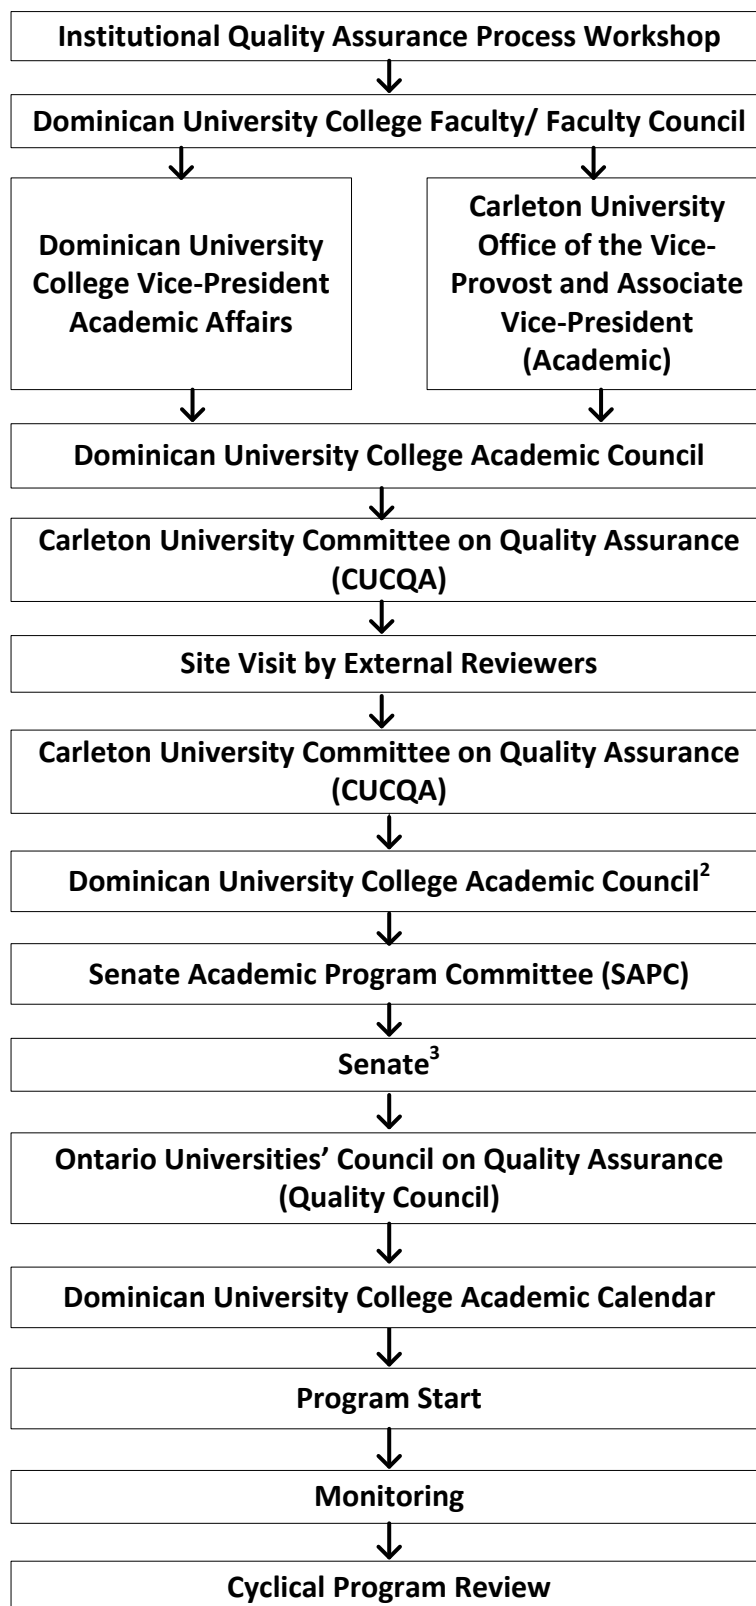 Institutional Quality Assurance Process Workshop
Dominican University College Faculty/ Faculty Council
Dominican University
College Vice-President
Academic Affairs
Carleton University
Office of the Vice-
Provost and Associate
Vice-President
(Academic)
Dominican University College Academic Council
Carleton University Committee on Quality Assurance
(CUCQA)
Site Visit by External Reviewers
Carleton University Committee on Quality Assurance
(CUCQA)
Dominican University College Academic Council²
Senate Academic Program Committee (SAPC)
Senate³
Ontario Universities’ Council on Quality Assurance
(Quality Council)
Dominican University College Academic Calendar
Program Start
Monitoring
Cyclical Program Review